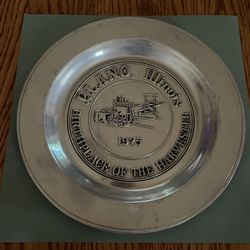 PLANO, Illinois
1975
BIRTHPLACE OF THE HARVESTER